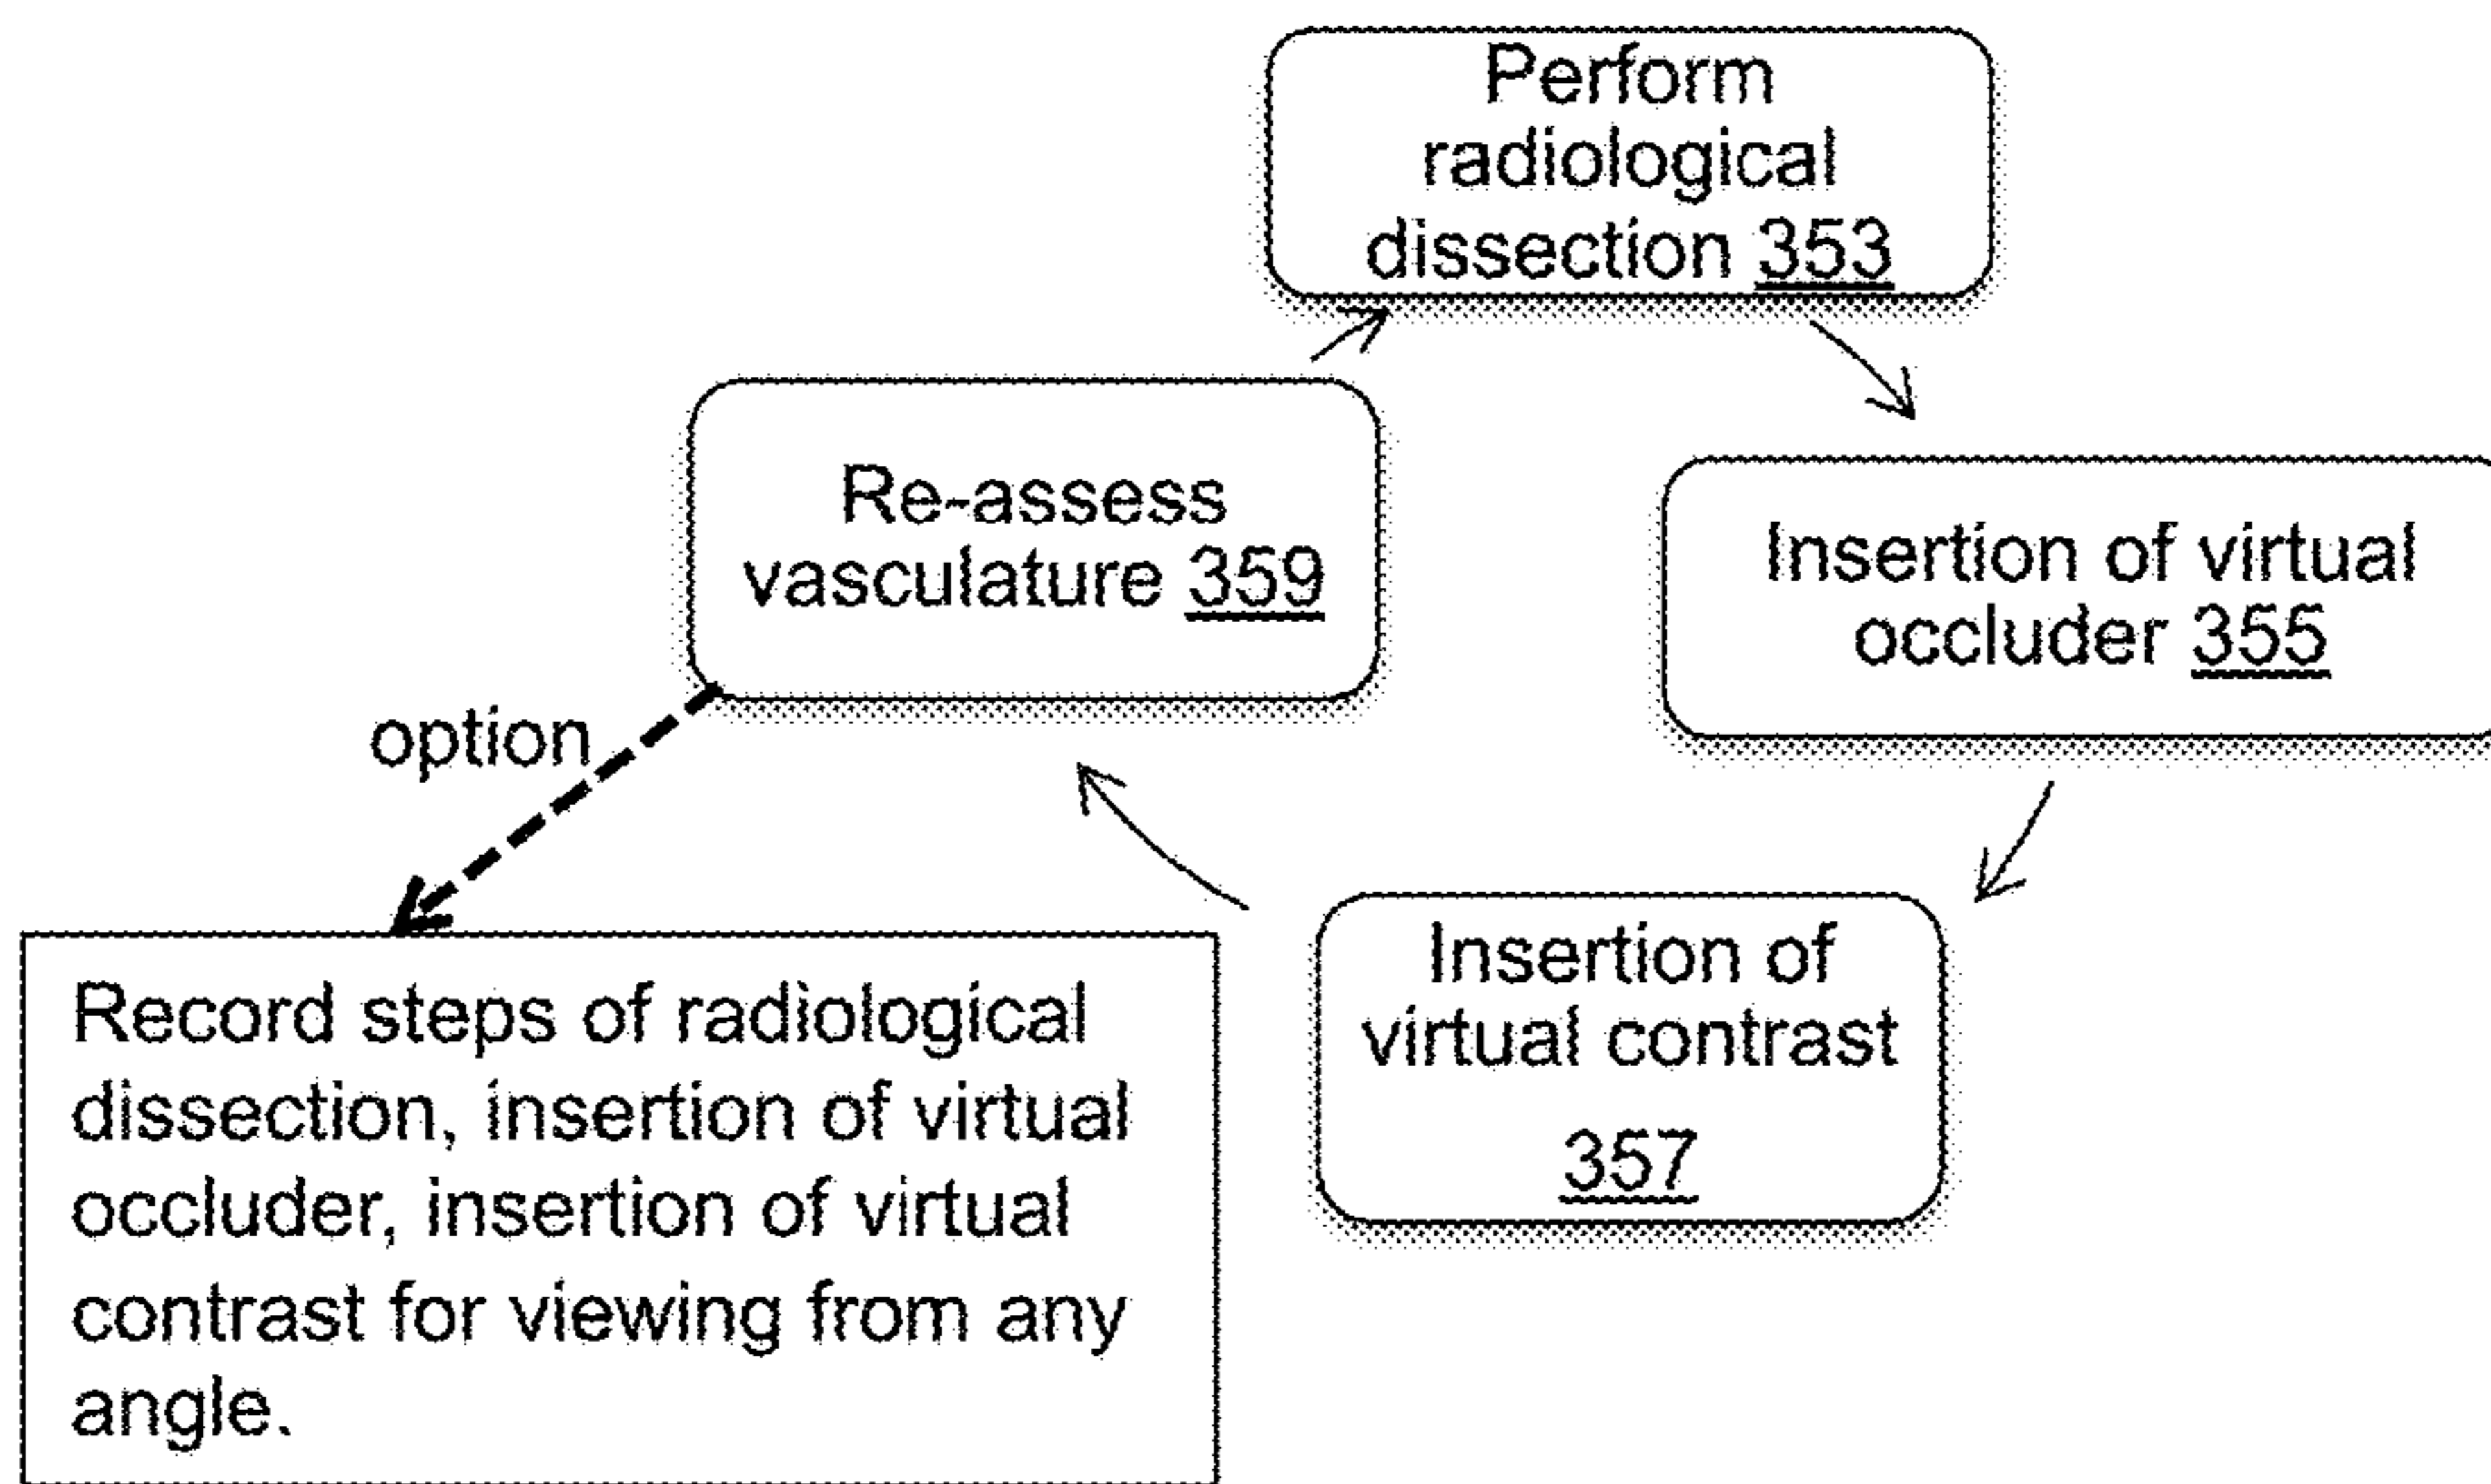 Perform
radiological
dissection 353
Re-assess
vasculature 359
Insertion of virtual
occluder 355
option
Insertion of
virtual contrast
357
Record steps of radiological
dissection, insertion of virtual
occluder, insertion of virtual
contrast for viewing from any
angle.